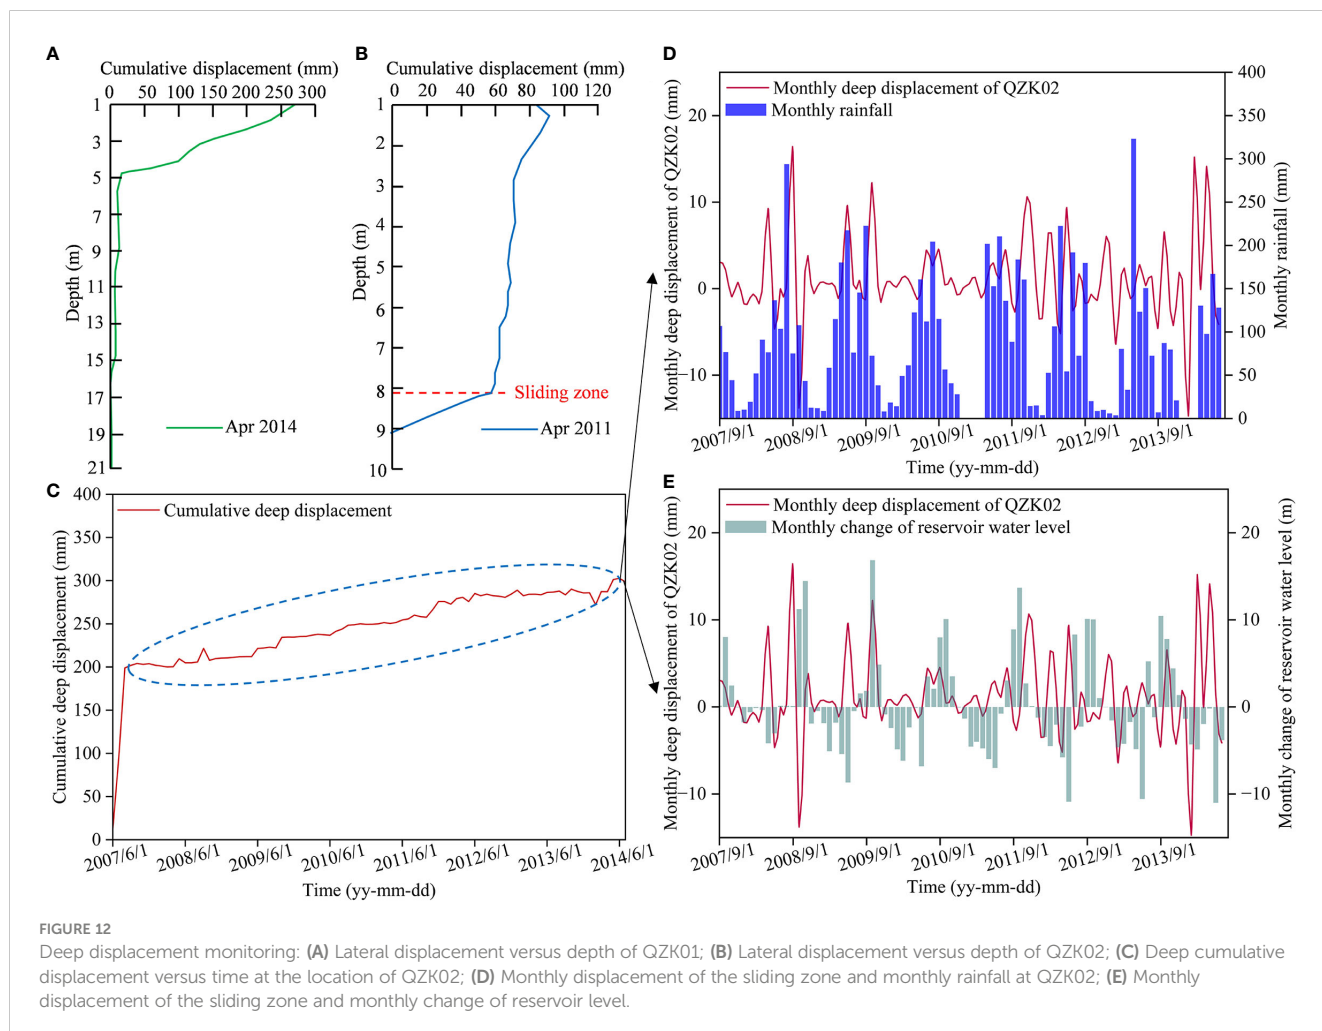 A
Cumulative displacement (mm)
0 50 100 150 200 250 300
1
3
5
7
9
11
13
15
17
19
21
Depth (m)
Apr 2014
B
Cumulative displacement (mm)
0 20 40 60 80 100 120
1
2
3
4
5
6
7
8
9
10
Depth (m)
Sliding zone
Apr 2011
C
400
350
300
250
200
150
100
50
0
Cumulative deep displacement (mm)
Cumulative deep displacement
2007/6/1 2008/6/1 2009/6/1 2010/6/1 2011/6/1 2012/6/1 2013/6/1 2014/6/1
Time (yy-mm-dd)
D
Monthly deep displacement of QZK02
Monthly rainfall
20
10
0
−10
Monthly deep displacement of QZK02 (mm)
400
350
300
250
200
150
100
50
0
Monthly rainfall (mm)
2007/9/1 2008/9/1 2009/9/1 2010/9/1 2011/9/1 2012/9/1 2013/9/1
Time (yy-mm-dd)
E
Monthly deep displacement of QZK02
Monthly change of reservoir water level
20
10
0
−10
Monthly deep displacement of QZK02 (mm)
20
10
0
−10
Monthly change of reservoir water level (m)
2007/9/1 2008/9/1 2009/9/1 2010/9/1 2011/9/1 2012/9/1 2013/9/1
Time (yy-mm-dd)
FIGURE 12
Deep displacement monitoring: (A) Lateral displacement versus depth of QZK01; (B) Lateral displacement versus depth of QZK02; (C) Deep cumulative
displacement versus time at the location of QZK02; (D) Monthly displacement of the sliding zone and monthly rainfall at QZK02; (E) Monthly
displacement of the sliding zone and monthly change of reservoir level.